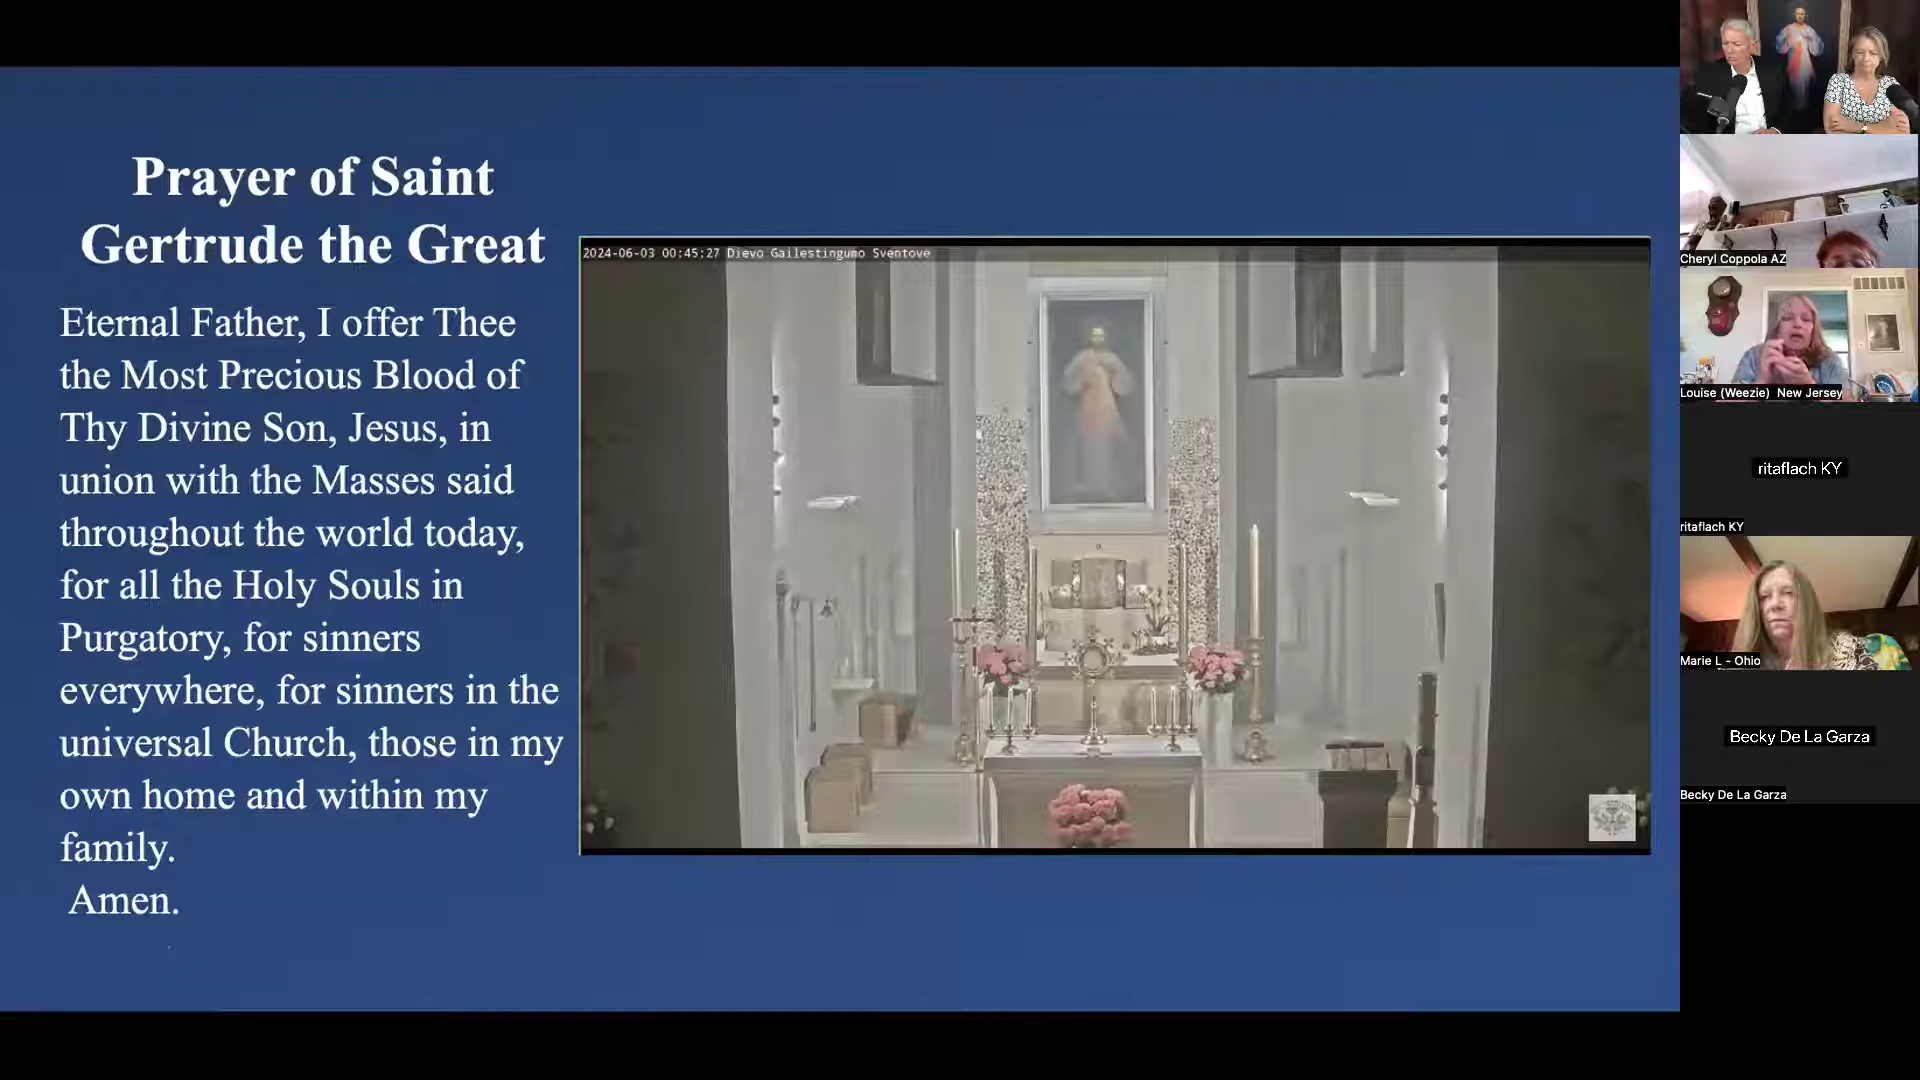 Prayer of Saint
Gertrude the Great
Eternal Father, I offer Thee
the Most Precious Blood of
Thy Divine Son, Jesus, in
union with the Masses said
throughout the world today,
for all the Holy Souls in
Purgatory, for sinners
everywhere, for sinners in the
universal Church, those in my
own home and within my
family.
Amen.
2024-06-03 00:45:27 Dievo Gailestingumo Sventove
Cheryl Coppola AZ
Louise (Weezie) New Jersey
ritaflach KY
ritaflach KY
Marie L - Ohio
Becky De La Garza
Becky De La Garza